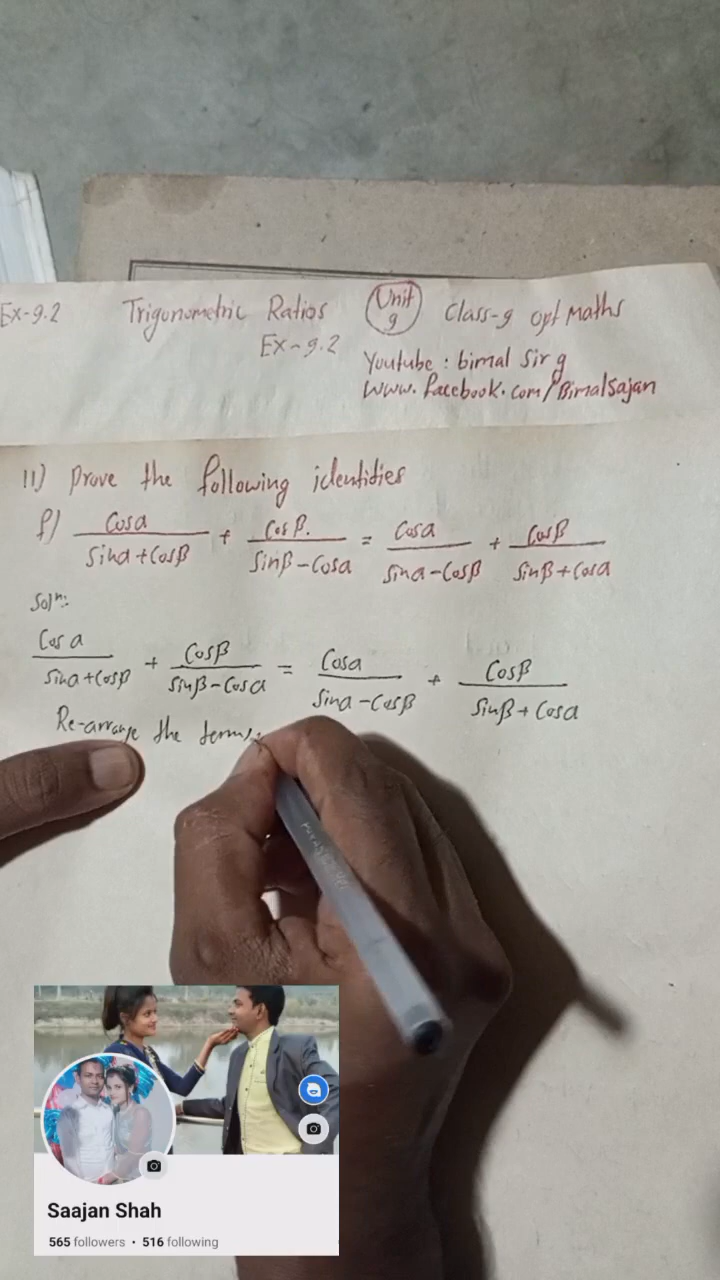 Ex-9.2 Trigonometric Ratios Unit 9 Class-9 opt Maths
Ex-9.2
Youtube : bimal Sir g
www.facebook.com/Bimalsajan
11) prove the following identities
f) Cosα/(Sinα+Cosβ) + Cosβ./(Sinβ-Cosα) = Cosα/(Sinα-Cosβ) + Cosβ/(Sinβ+Cosα)
Solⁿ:
Cosα/(Sinα+Cosβ) + Cosβ/(Sinβ-Cosα) = Cosα/(Sinα-Cosβ) + Cosβ/(Sinβ+Cosα)
Re-arrange the terms
Saajan Shah
565 followers • 516 following